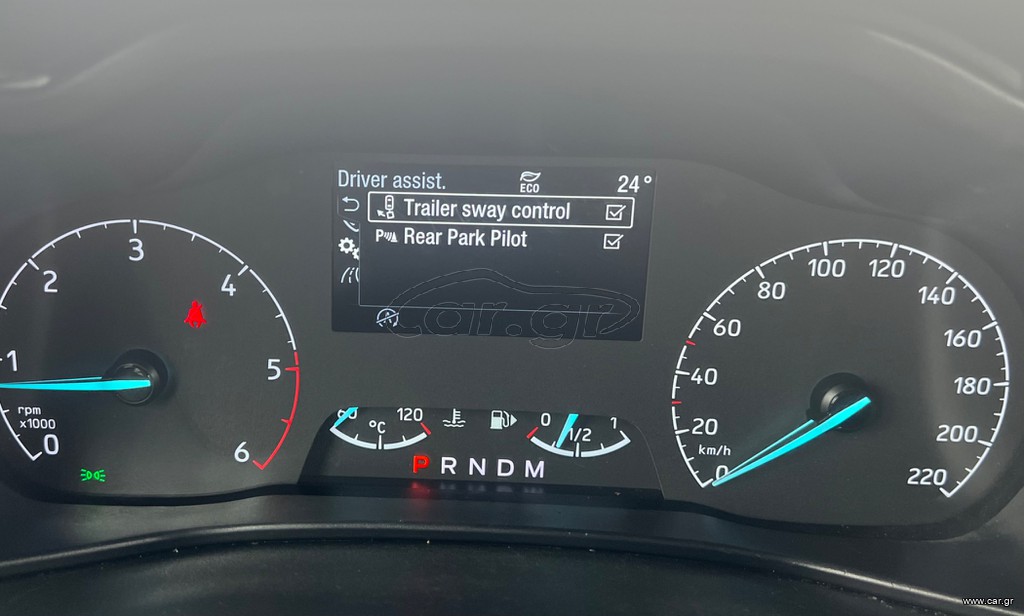 Driver assist.
ECO
24°
Trailer sway control
P Rear Park Pilot
car.gr
A
0
1
2
3
4
5
6
rpm
x1000
60
120
°C
0
1/2
1
P R N D M
0
20
40
60
80
100
120
140
160
180
200
220
km/h
www.car.gr